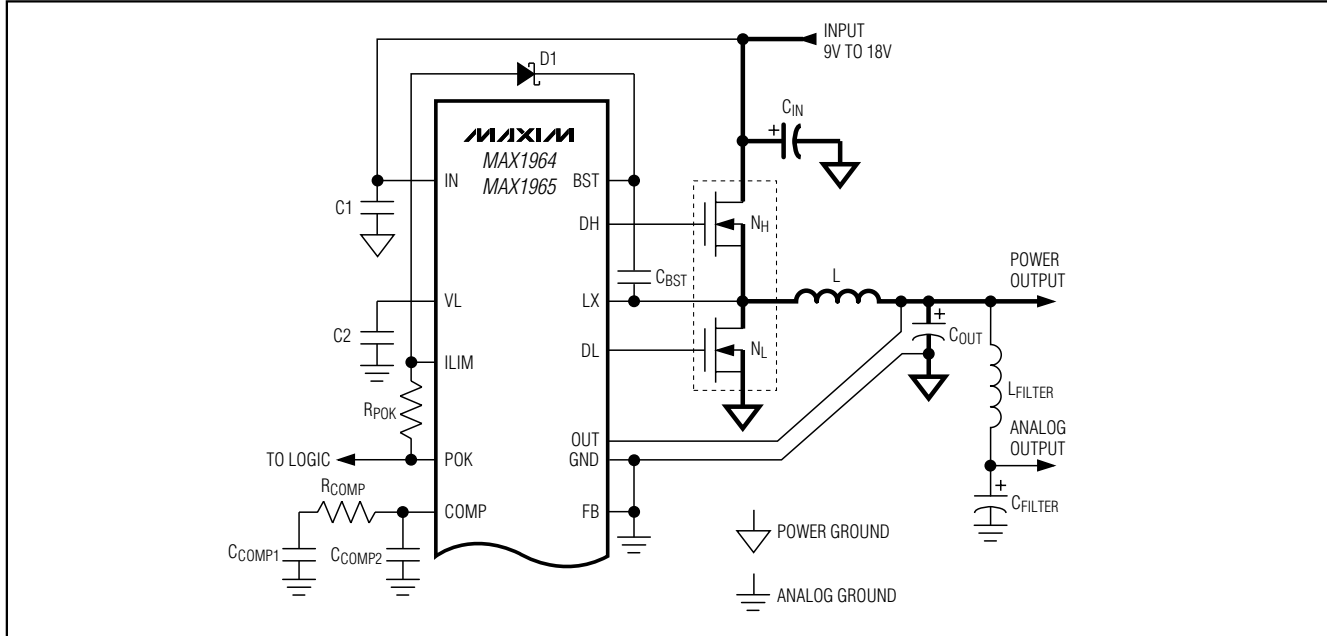 INPUT
9V TO 18V
D1
CIN
+
MAXIM
MAX1964
MAX1965
IN
BST
C1
DH
NH
CBST
L
POWER
OUTPUT
VL
LX
+
COUT
C2
DL
NL
ILIM
LFILTER
RPOK
OUT
ANALOG
OUTPUT
TO LOGIC
POK
GND
+
RCOMP
COMP
FB
CFILTER
CCOMP1
CCOMP2
POWER GROUND
ANALOG GROUND